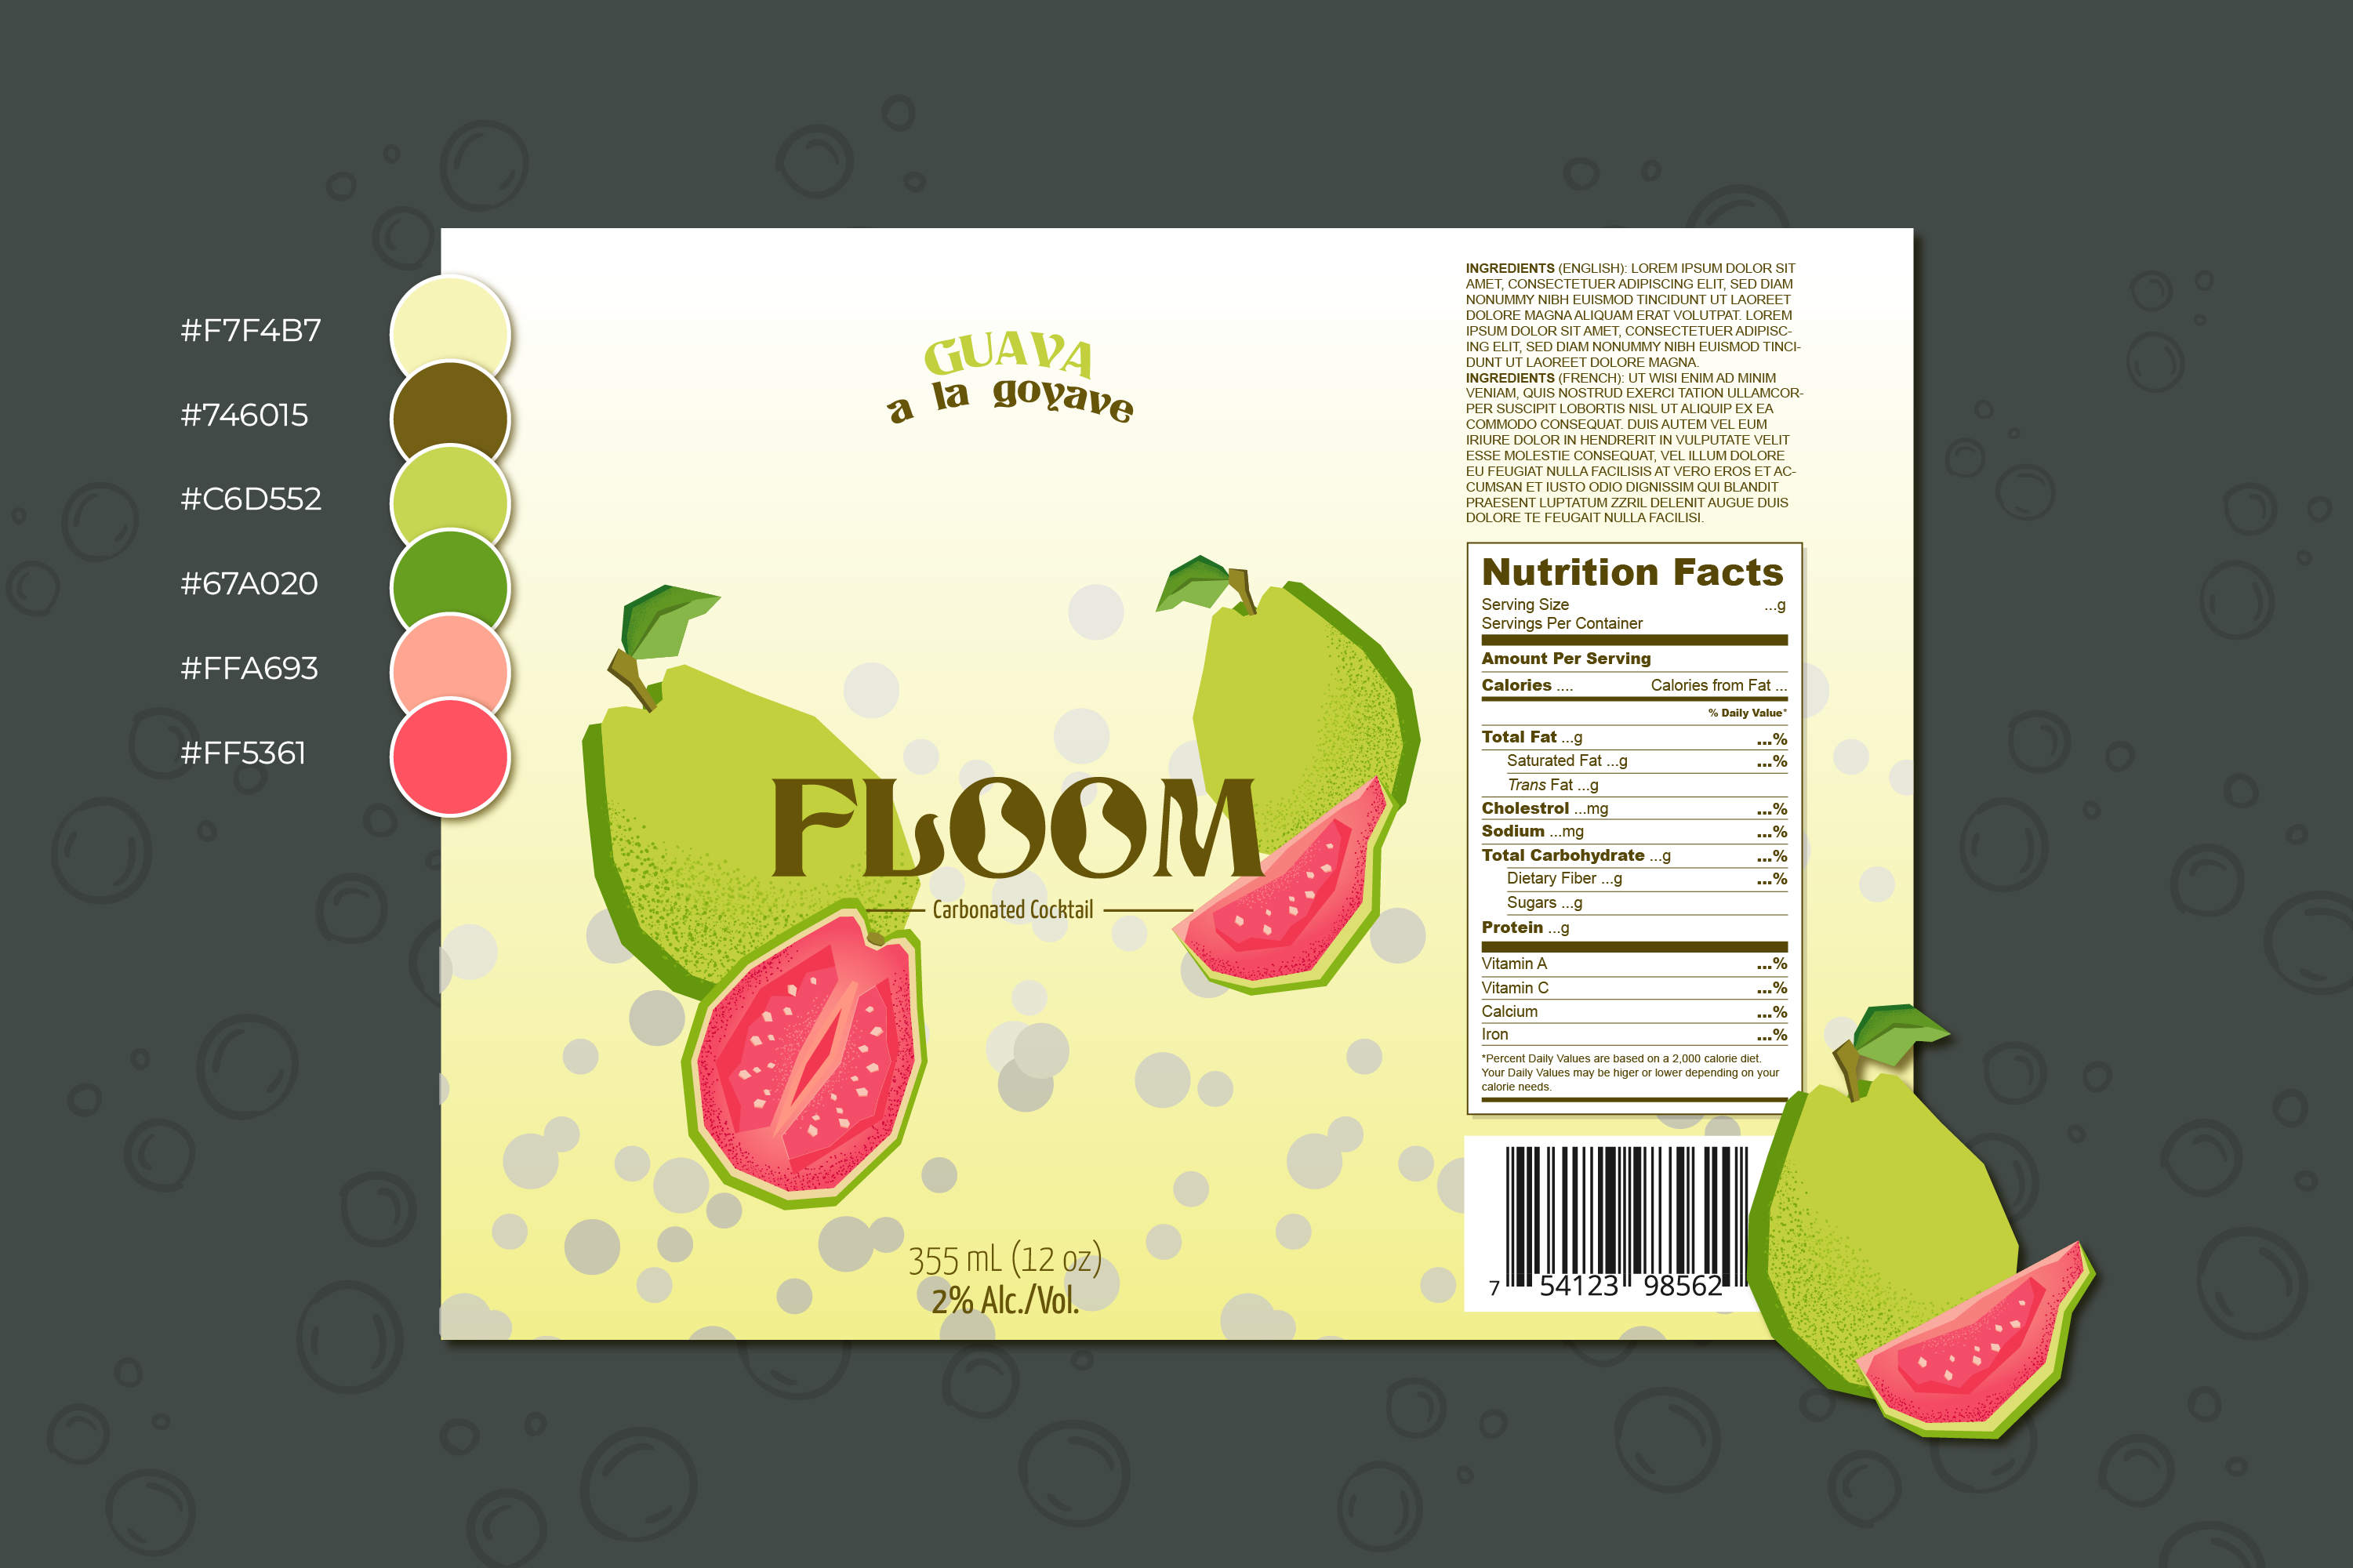 #F7F4B7
#746015
#C6D552
#67A020
#FFA693
#FF5361
GUAVA
a la goyave
FLOOM
Carbonated Cocktail
355 mL (12 oz)
2% Alc./Vol.
INGREDIENTS (ENGLISH): LOREM IPSUM DOLOR SIT
AMET, CONSECTETUER ADIPISCING ELIT, SED DIAM
NONUMMY NIBH EUISMOD TINCIDUNT UT LAOREET
DOLORE MAGNA ALIQUAM ERAT VOLUTPAT. LOREM
IPSUM DOLOR SIT AMET, CONSECTETUER ADIPISC-
ING ELIT, SED DIAM NONUMMY NIBH EUISMOD TINCI-
DUNT UT LAOREET DOLORE MAGNA.
INGREDIENTS (FRENCH): UT WISI ENIM AD MINIM
VENIAM, QUIS NOSTRUD EXERCI TATION ULLAMCOR-
PER SUSCIPIT LOBORTIS NISL UT ALIQUIP EX EA
COMMODO CONSEQUAT. DUIS AUTEM VEL EUM
IRIURE DOLOR IN HENDRERIT IN VULPUTATE VELIT
ESSE MOLESTIE CONSEQUAT, VEL ILLUM DOLORE
EU FEUGIAT NULLA FACILISIS AT VERO EROS ET AC-
CUMSAN ET IUSTO ODIO DIGNISSIM QUI BLANDIT
PRAESENT LUPTATUM ZZRIL DELENIT AUGUE DUIS
DOLORE TE FEUGAIT NULLA FACILISI.
Nutrition Facts
Serving Size ...g
Servings Per Container
Amount Per Serving
Calories .... Calories from Fat ...
% Daily Value*
Total Fat ...g ...%
Saturated Fat ...g ...%
Trans Fat ...g
Cholestrol ...mg ...%
Sodium ...mg ...%
Total Carbohydrate ...g ...%
Dietary Fiber ...g ...%
Sugars ...g
Protein ...g
Vitamin A ...%
Vitamin C ...%
Calcium ...%
Iron ...%
*Percent Daily Values are based on a 2,000 calorie diet.
Your Daily Values may be higer or lower depending on your
calorie needs.
7 54123 98562